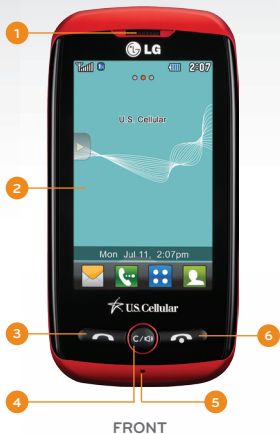 1
LG
2:07
U.S. Cellular
2
Mon Jul 11, 2:07pm
U.S. Cellular
3
C/
6
4
5
FRONT